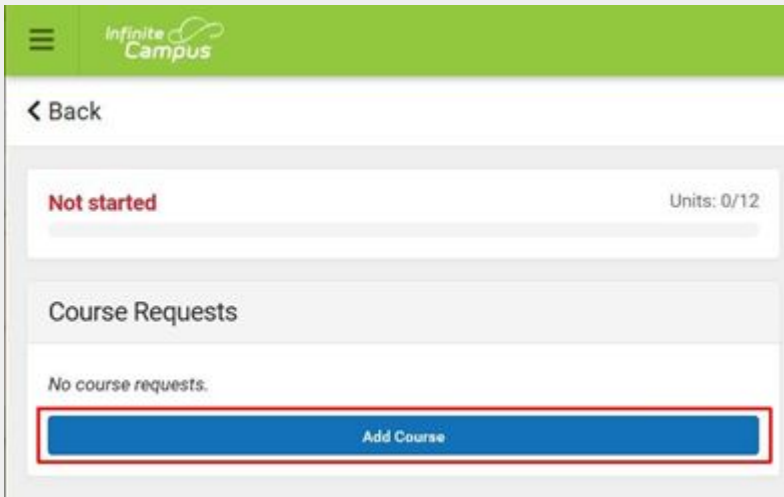 Infinite
Campus
Back
Not started Units: 0/12
Course Requests
No course requests.
Add Course